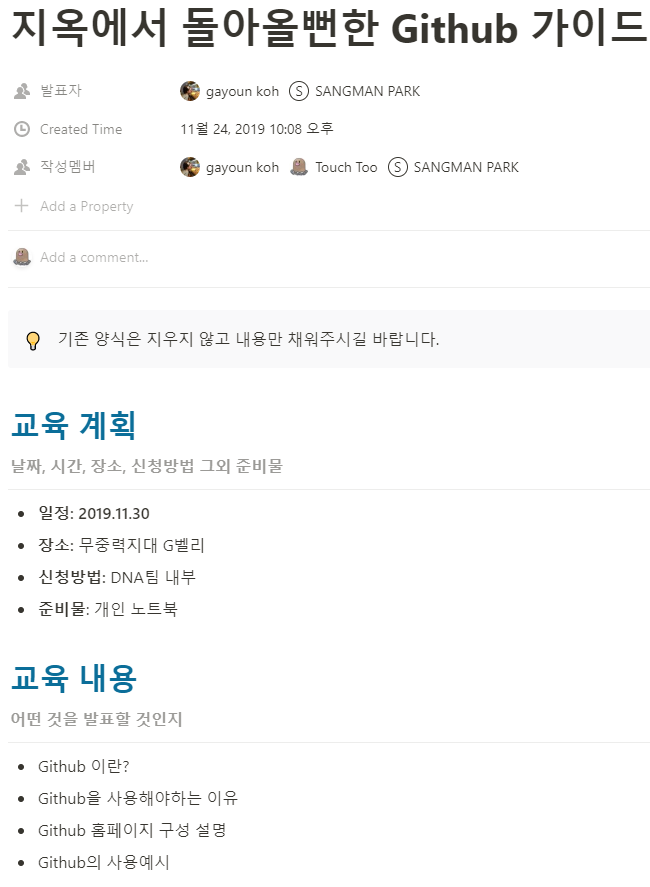 지옥에서 돌아올뻔한 Github 가이드
발표자 gayoun koh S SANGMAN PARK
Created Time 11월 24, 2019 10:08 오후
작성멤버 gayoun koh Touch Too S SANGMAN PARK
Add a Property
Add a comment...
기존 양식은 지우지 않고 내용만 채워주시길 바랍니다.
교육 계획
날짜, 시간, 장소, 신청방법 그외 준비물
일정: 2019.11.30
장소: 무중력지대 G벨리
신청방법: DNA팀 내부
준비물: 개인 노트북
교육 내용
어떤 것을 발표할 것인지
Github 이란?
Github을 사용해야하는 이유
Github 홈페이지 구성 설명
Github의 사용예시